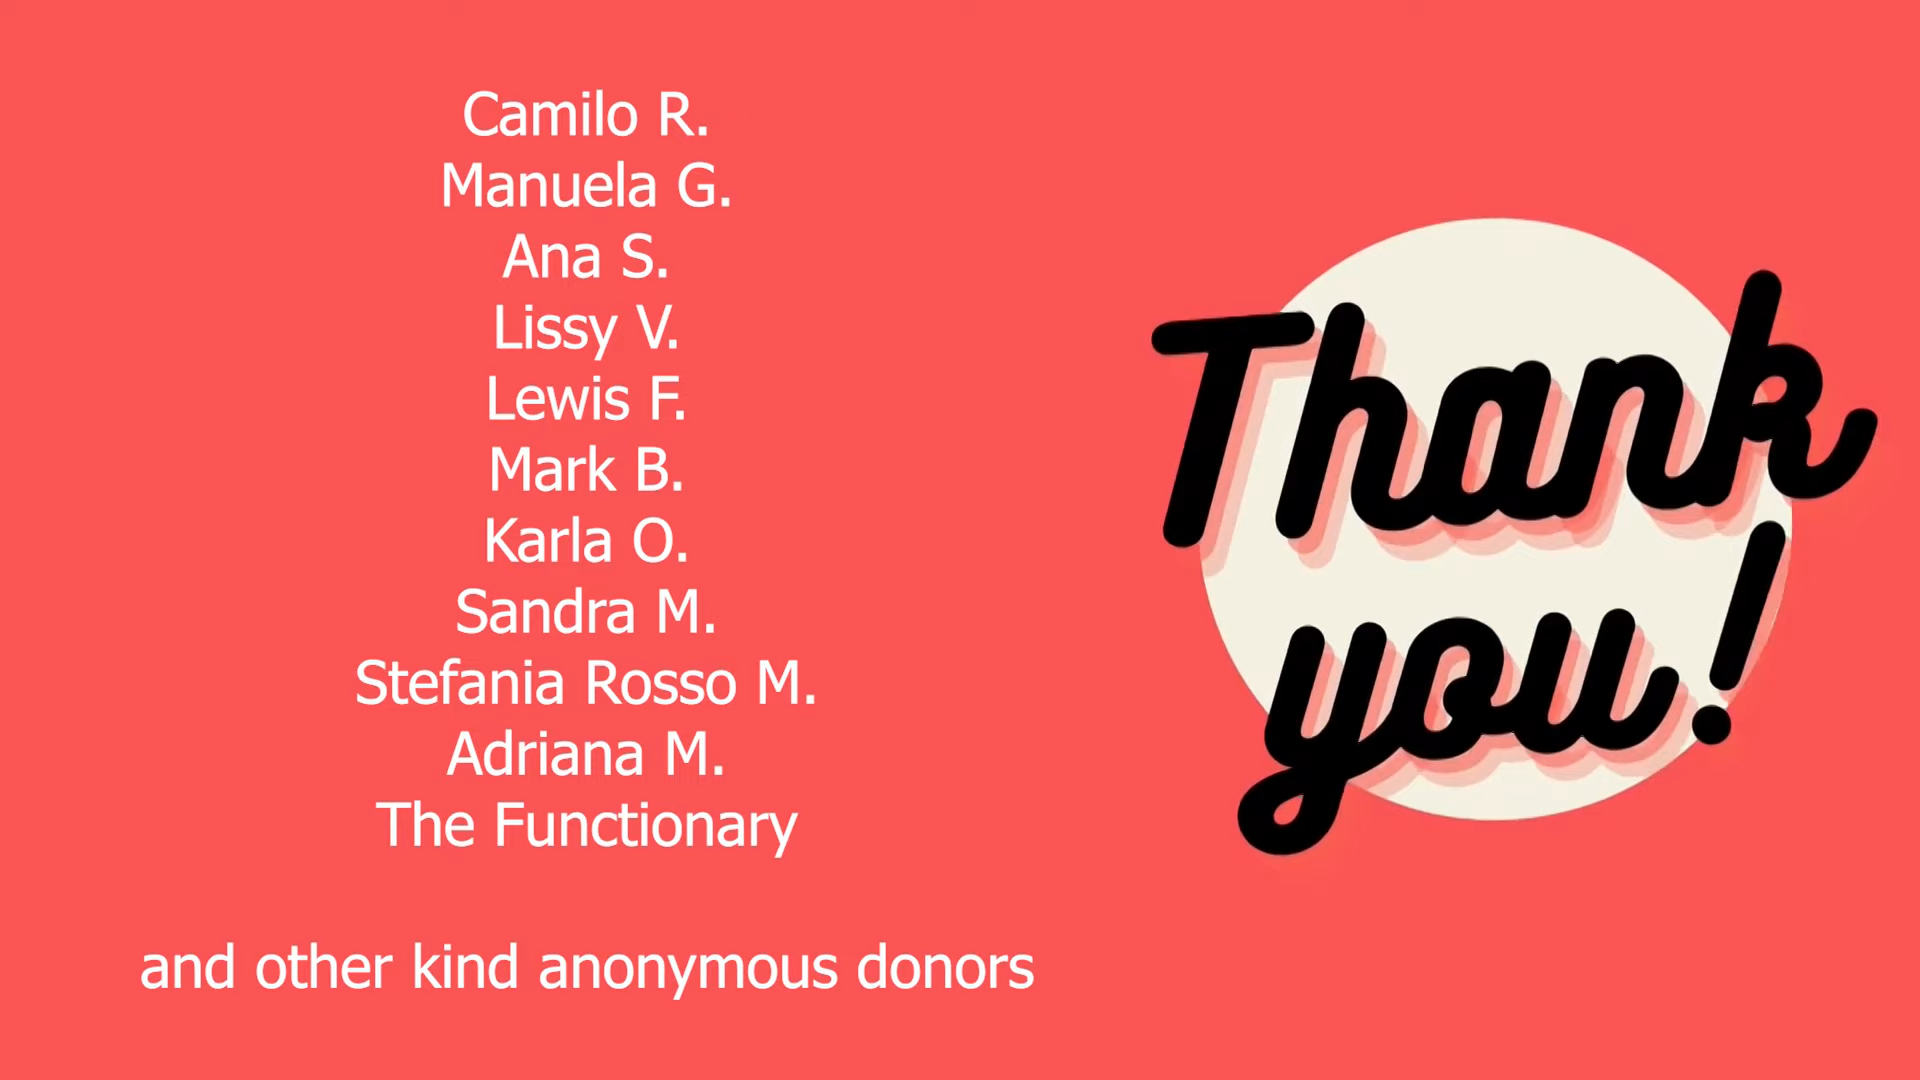 Camilo R.
Manuela G.
Ana S.
Lissy V.
Lewis F.
Mark B.
Karla O.
Sandra M.
Stefania Rosso M.
Adriana M.
The Functionary
and other kind anonymous donors
Thank
you!